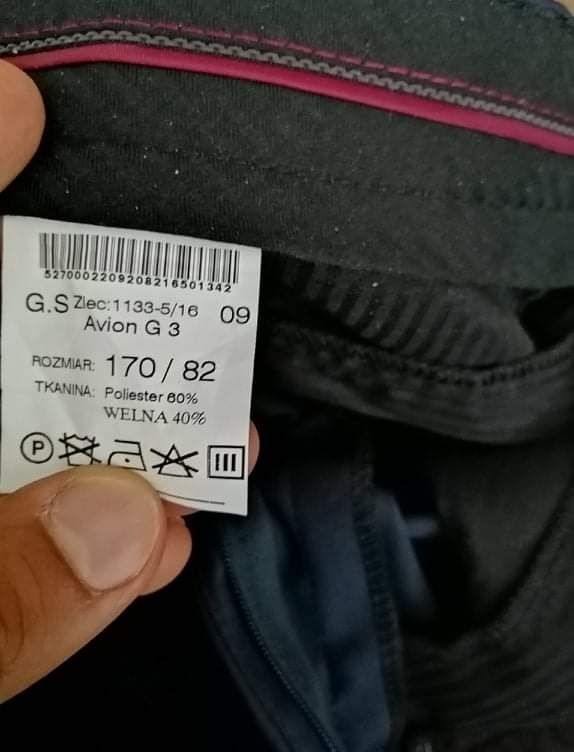 5270002209208216501342
G.S Zlec:1133-5/16 09
Avion G 3
ROZMIAR: 170 / 82
TKANINA: Poliester 60%
WELNA 40%
P